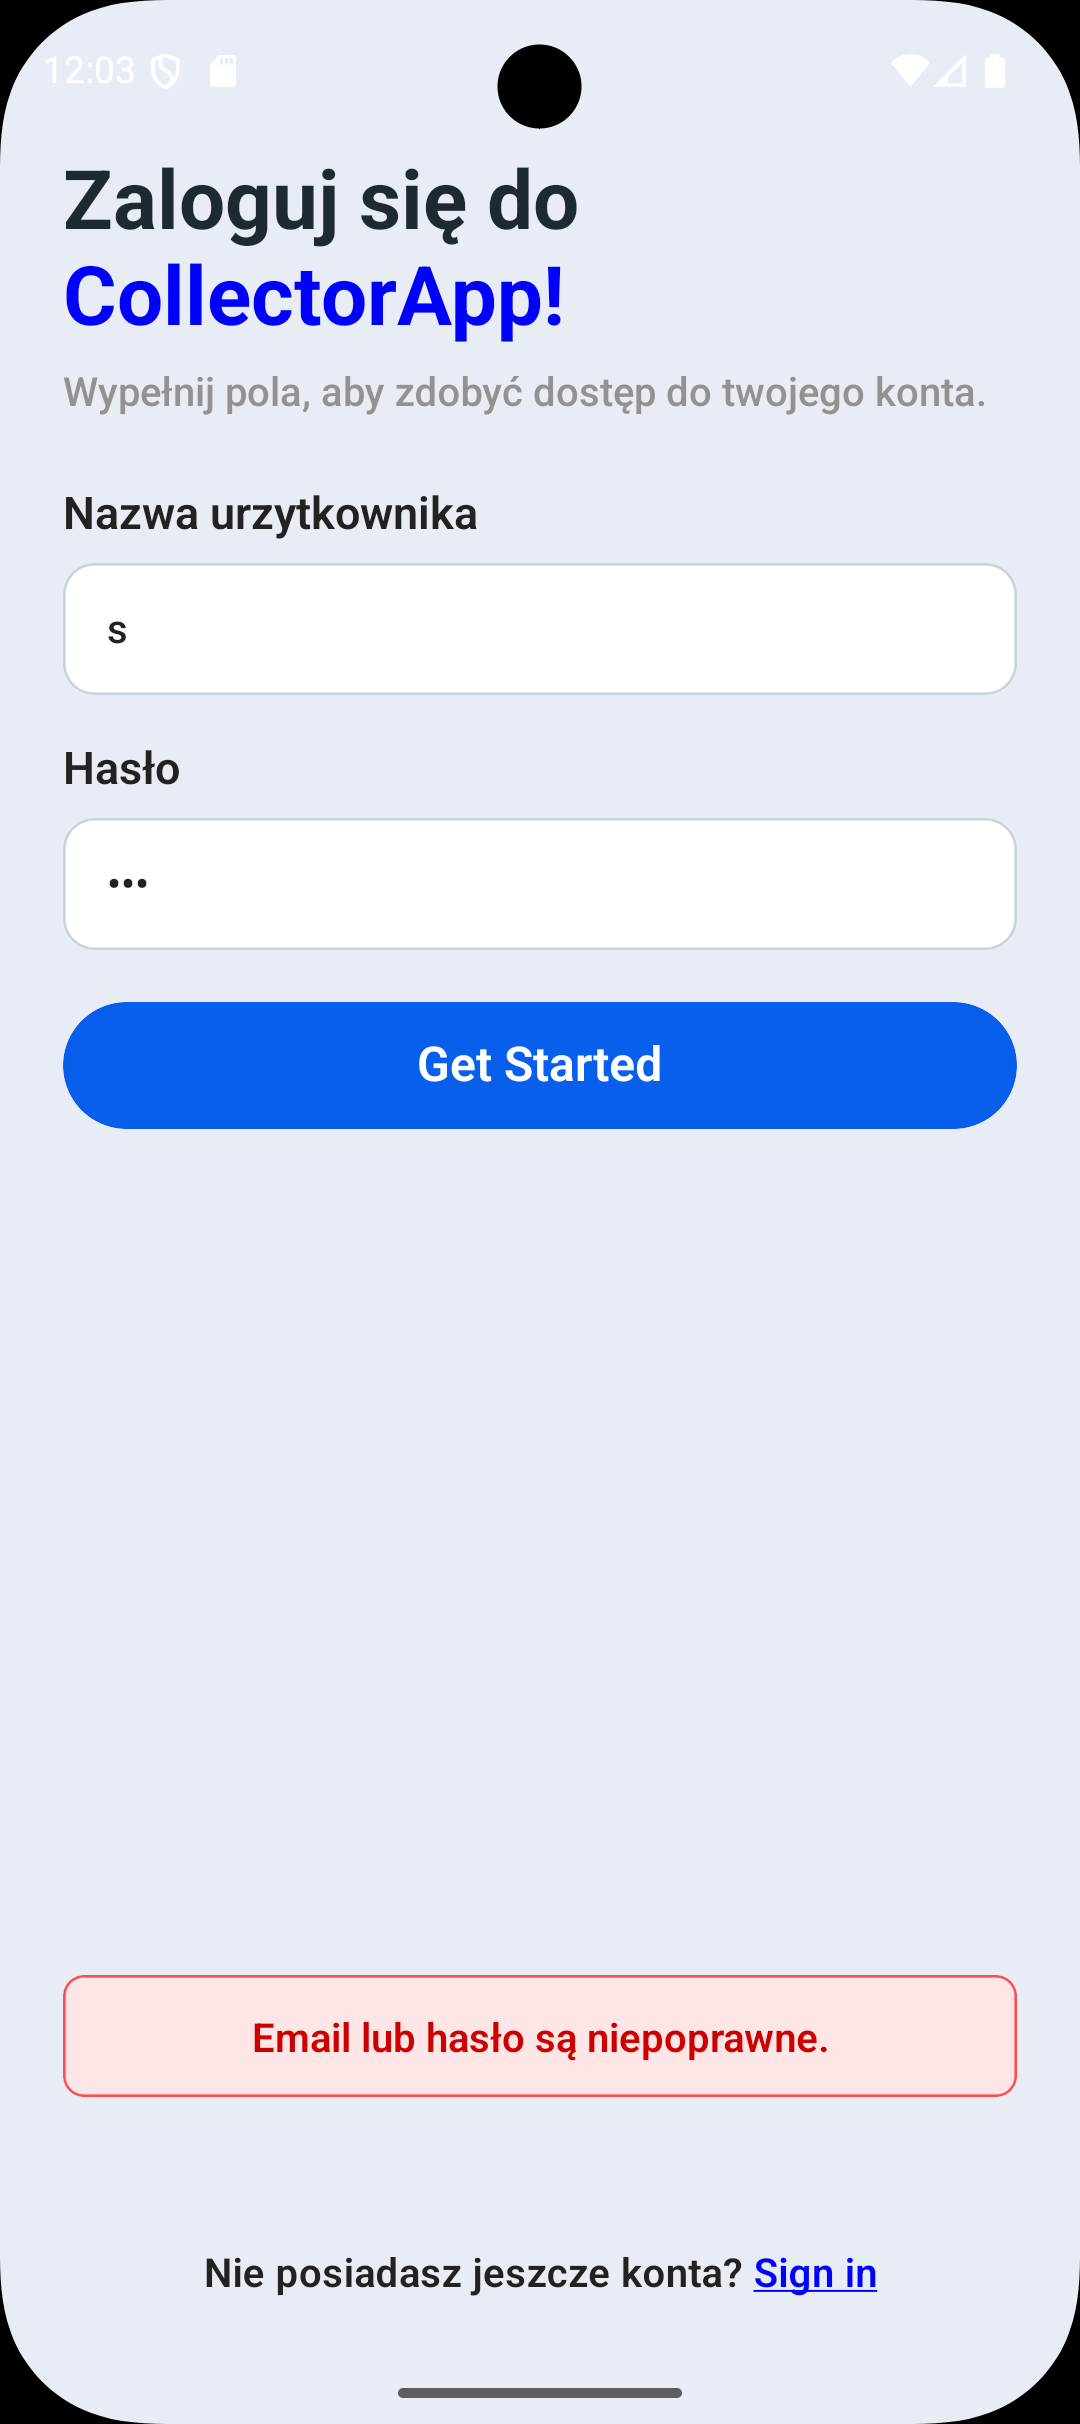 12:03
Zaloguj się do
CollectorApp!
Wypełnij pola, aby zdobyć dostęp do twojego konta.
Nazwa urzytkownika
s
Hasło
•••
Get Started
Email lub hasło są niepoprawne.
Nie posiadasz jeszcze konta? Sign in